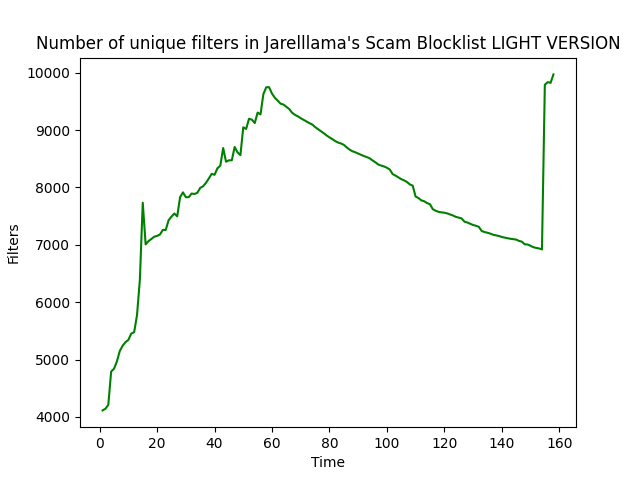 Number of unique filters in Jarelllama's Scam Blocklist LIGHT VERSION
10000
9000
8000
7000
6000
5000
4000
Filters
0 20 40 60 80 100 120 140 160
Time